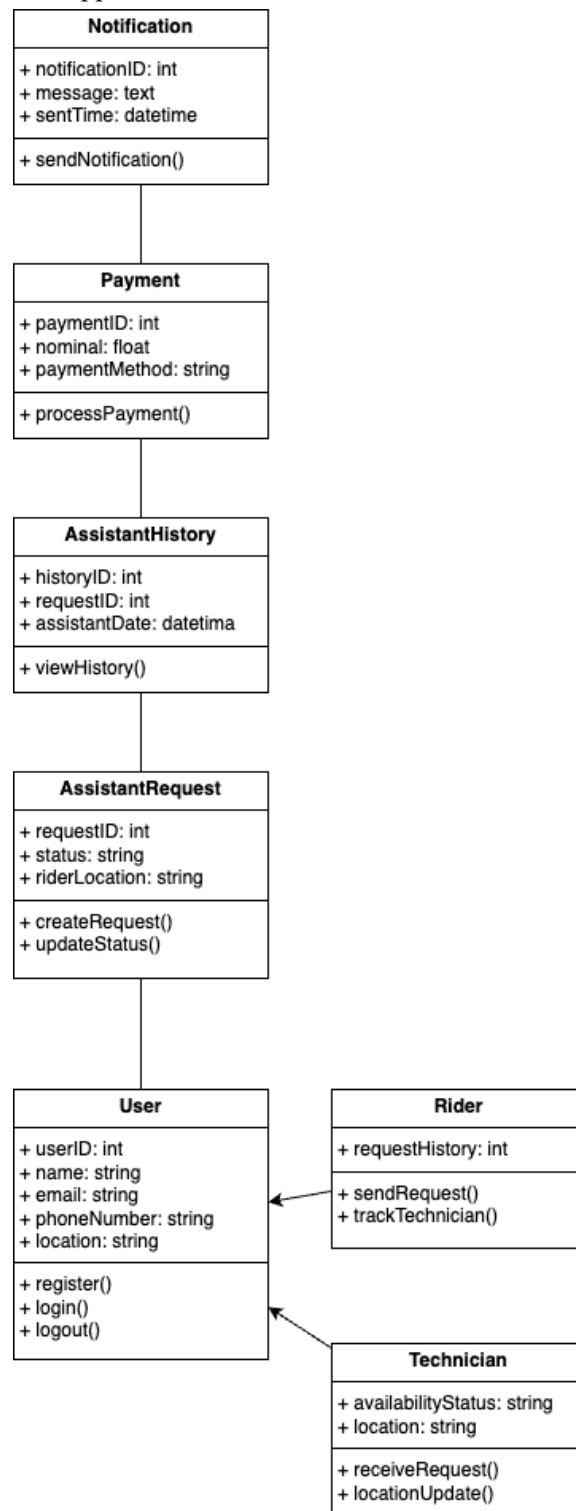 Notification
+ notificationID: int
+ message: text
+ sentTime: datetime
+ sendNotification()
Payment
+ paymentID: int
+ nominal: float
+ paymentMethod: string
+ processPayment()
AssistantHistory
+ historyID: int
+ requestID: int
+ assistantDate: datetima
+ viewHistory()
AssistantRequest
+ requestID: int
+ status: string
+ riderLocation: string
+ createRequest()
+ updateStatus()
User
+ userID: int
+ name: string
+ email: string
+ phoneNumber: string
+ location: string
+ register()
+ login()
+ logout()
Rider
+ requestHistory: int
+ sendRequest()
+ trackTechnician()
Technician
+ availabilityStatus: string
+ location: string
+ receiveRequest()
+ locationUpdate()